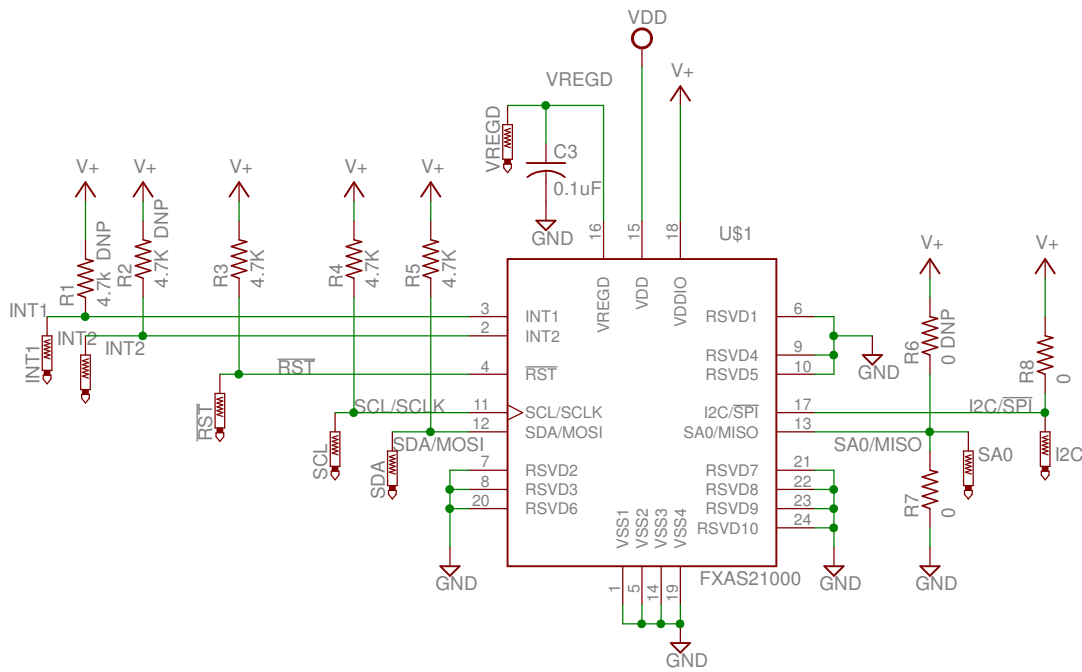 VDD
V+
VREGD
VREGD
C3
0.1uF
GND
V+
V+
V+
V+
V+
R1
4.7k
DNP
R2
4.7K
DNP
R3
4.7K
R4
4.7K
R5
4.7K
16
15
18
U$1
VREGD
VDD
VDDIO
INT1
INT1
INT2
INT2
3
INT1
2
INT2
RST
RST
4
RST
SCL/SCLK
SCL
11
SCL/SCLK
SDA/MOSI
SDA
12
SDA/MOSI
7
RSVD2
8
RSVD3
20
RSVD6
GND
RSVD1
6
RSVD4
9
RSVD5
10
GND
I2C/SPI
17
I2C/SPI
SA0/MISO
13
SA0/MISO
RSVD7
21
RSVD8
22
RSVD9
23
RSVD10
24
GND
V+
R6
0 DNP
V+
R8
0
SA0
I2C
R7
0
GND
VSS1
VSS2
VSS3
VSS4
FXAS21000
1
5
14
19
GND